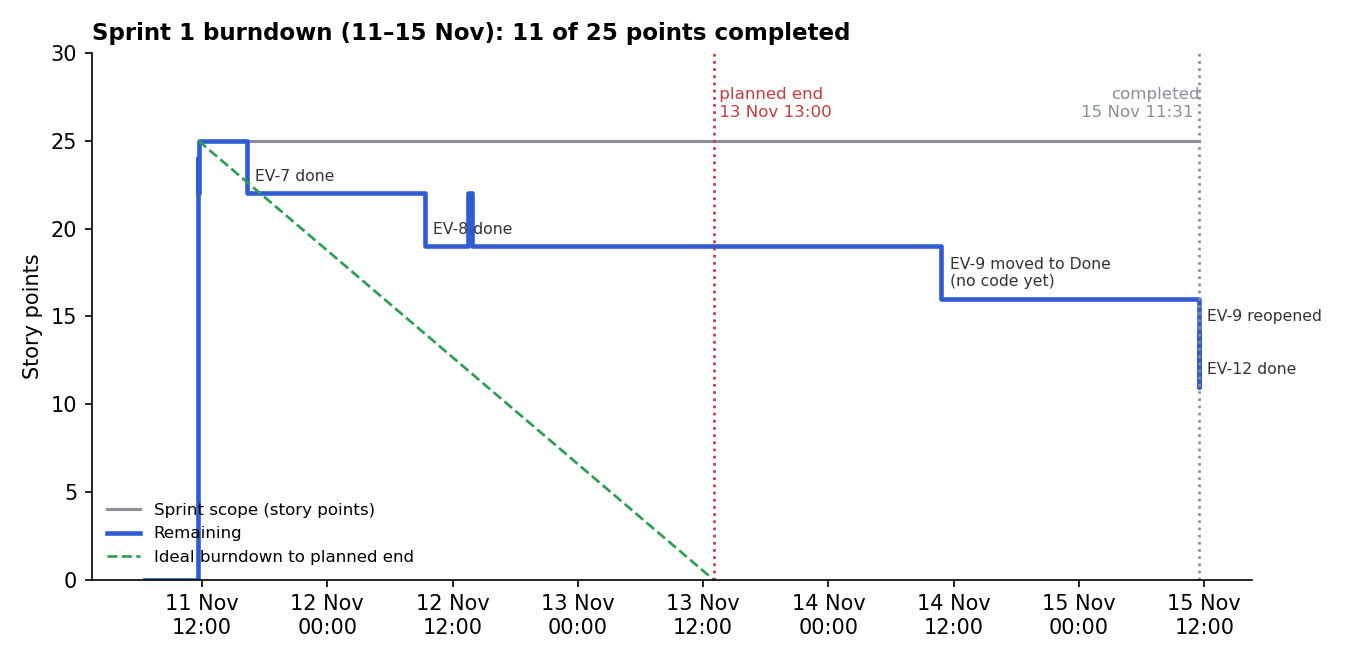 Sprint 1 burndown (11–15 Nov): 11 of 25 points completed
Story points
30
25
20
15
10
5
0
planned end
13 Nov 13:00
completed
15 Nov 11:31
EV-7 done
EV-8 done
EV-9 moved to Done
(no code yet)
EV-9 reopened
EV-12 done
Sprint scope (story points)
Remaining
Ideal burndown to planned end
11 Nov
12:00
12 Nov
00:00
12 Nov
12:00
13 Nov
00:00
13 Nov
12:00
14 Nov
00:00
14 Nov
12:00
15 Nov
00:00
15 Nov
12:00